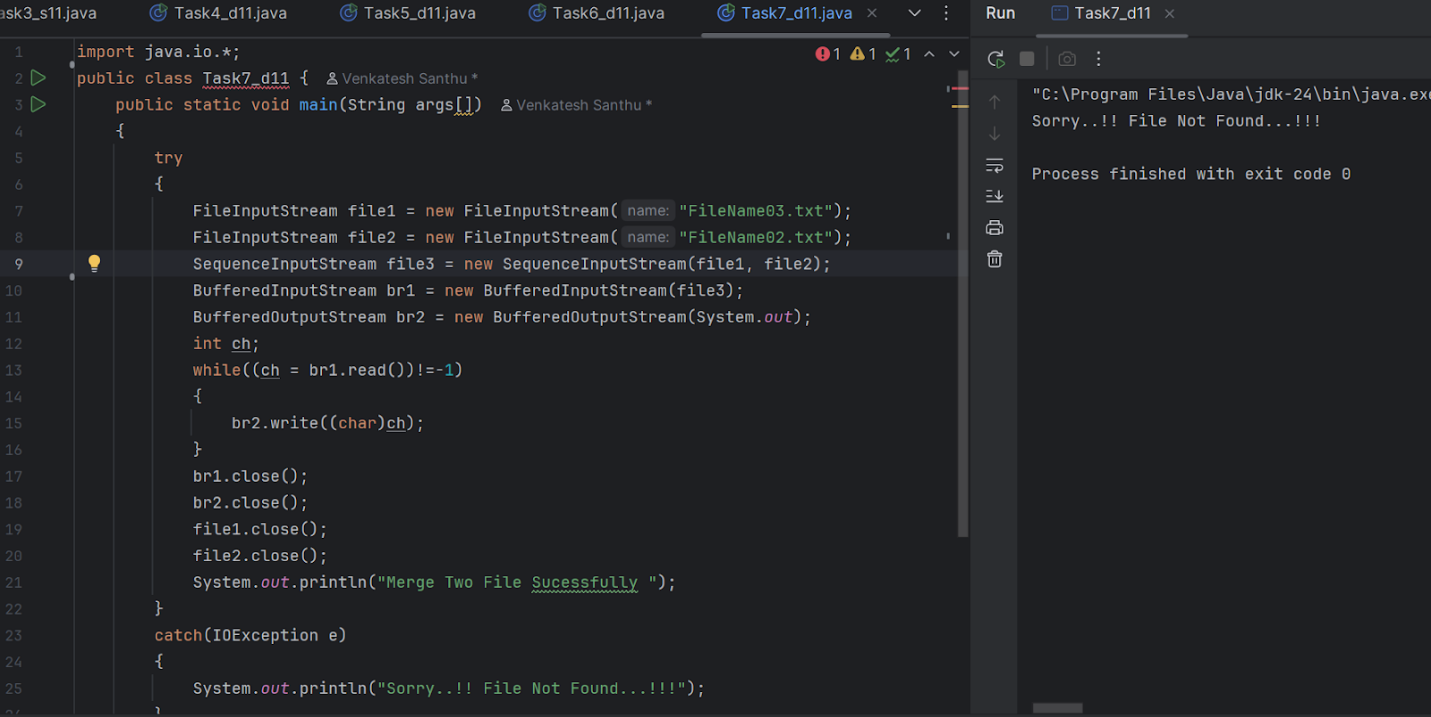 ask3_s11.java Task4_d11.java Task5_d11.java Task6_d11.java Task7_d11.java Run Task7_d11
1 1 1
1 import java.io.*;
2 public class Task7_d11 { Venkatesh Santhu *
3 public static void main(String args[]) Venkatesh Santhu *
4 {
5 try
6 {
7 FileInputStream file1 = new FileInputStream( name: "FileName03.txt");
8 FileInputStream file2 = new FileInputStream( name: "FileName02.txt");
9 SequenceInputStream file3 = new SequenceInputStream(file1, file2);
10 BufferedInputStream br1 = new BufferedInputStream(file3);
11 BufferedOutputStream br2 = new BufferedOutputStream(System.out);
12 int ch;
13 while((ch = br1.read())!=-1)
14 {
15 br2.write((char)ch);
16 }
17 br1.close();
18 br2.close();
19 file1.close();
20 file2.close();
21 System.out.println("Merge Two File Sucessfully ");
22 }
23 catch(IOException e)
24 {
25 System.out.println("Sorry..!! File Not Found...!!!");
"C:\Program Files\Java\jdk-24\bin\java.exe
Sorry..!! File Not Found...!!!
Process finished with exit code 0